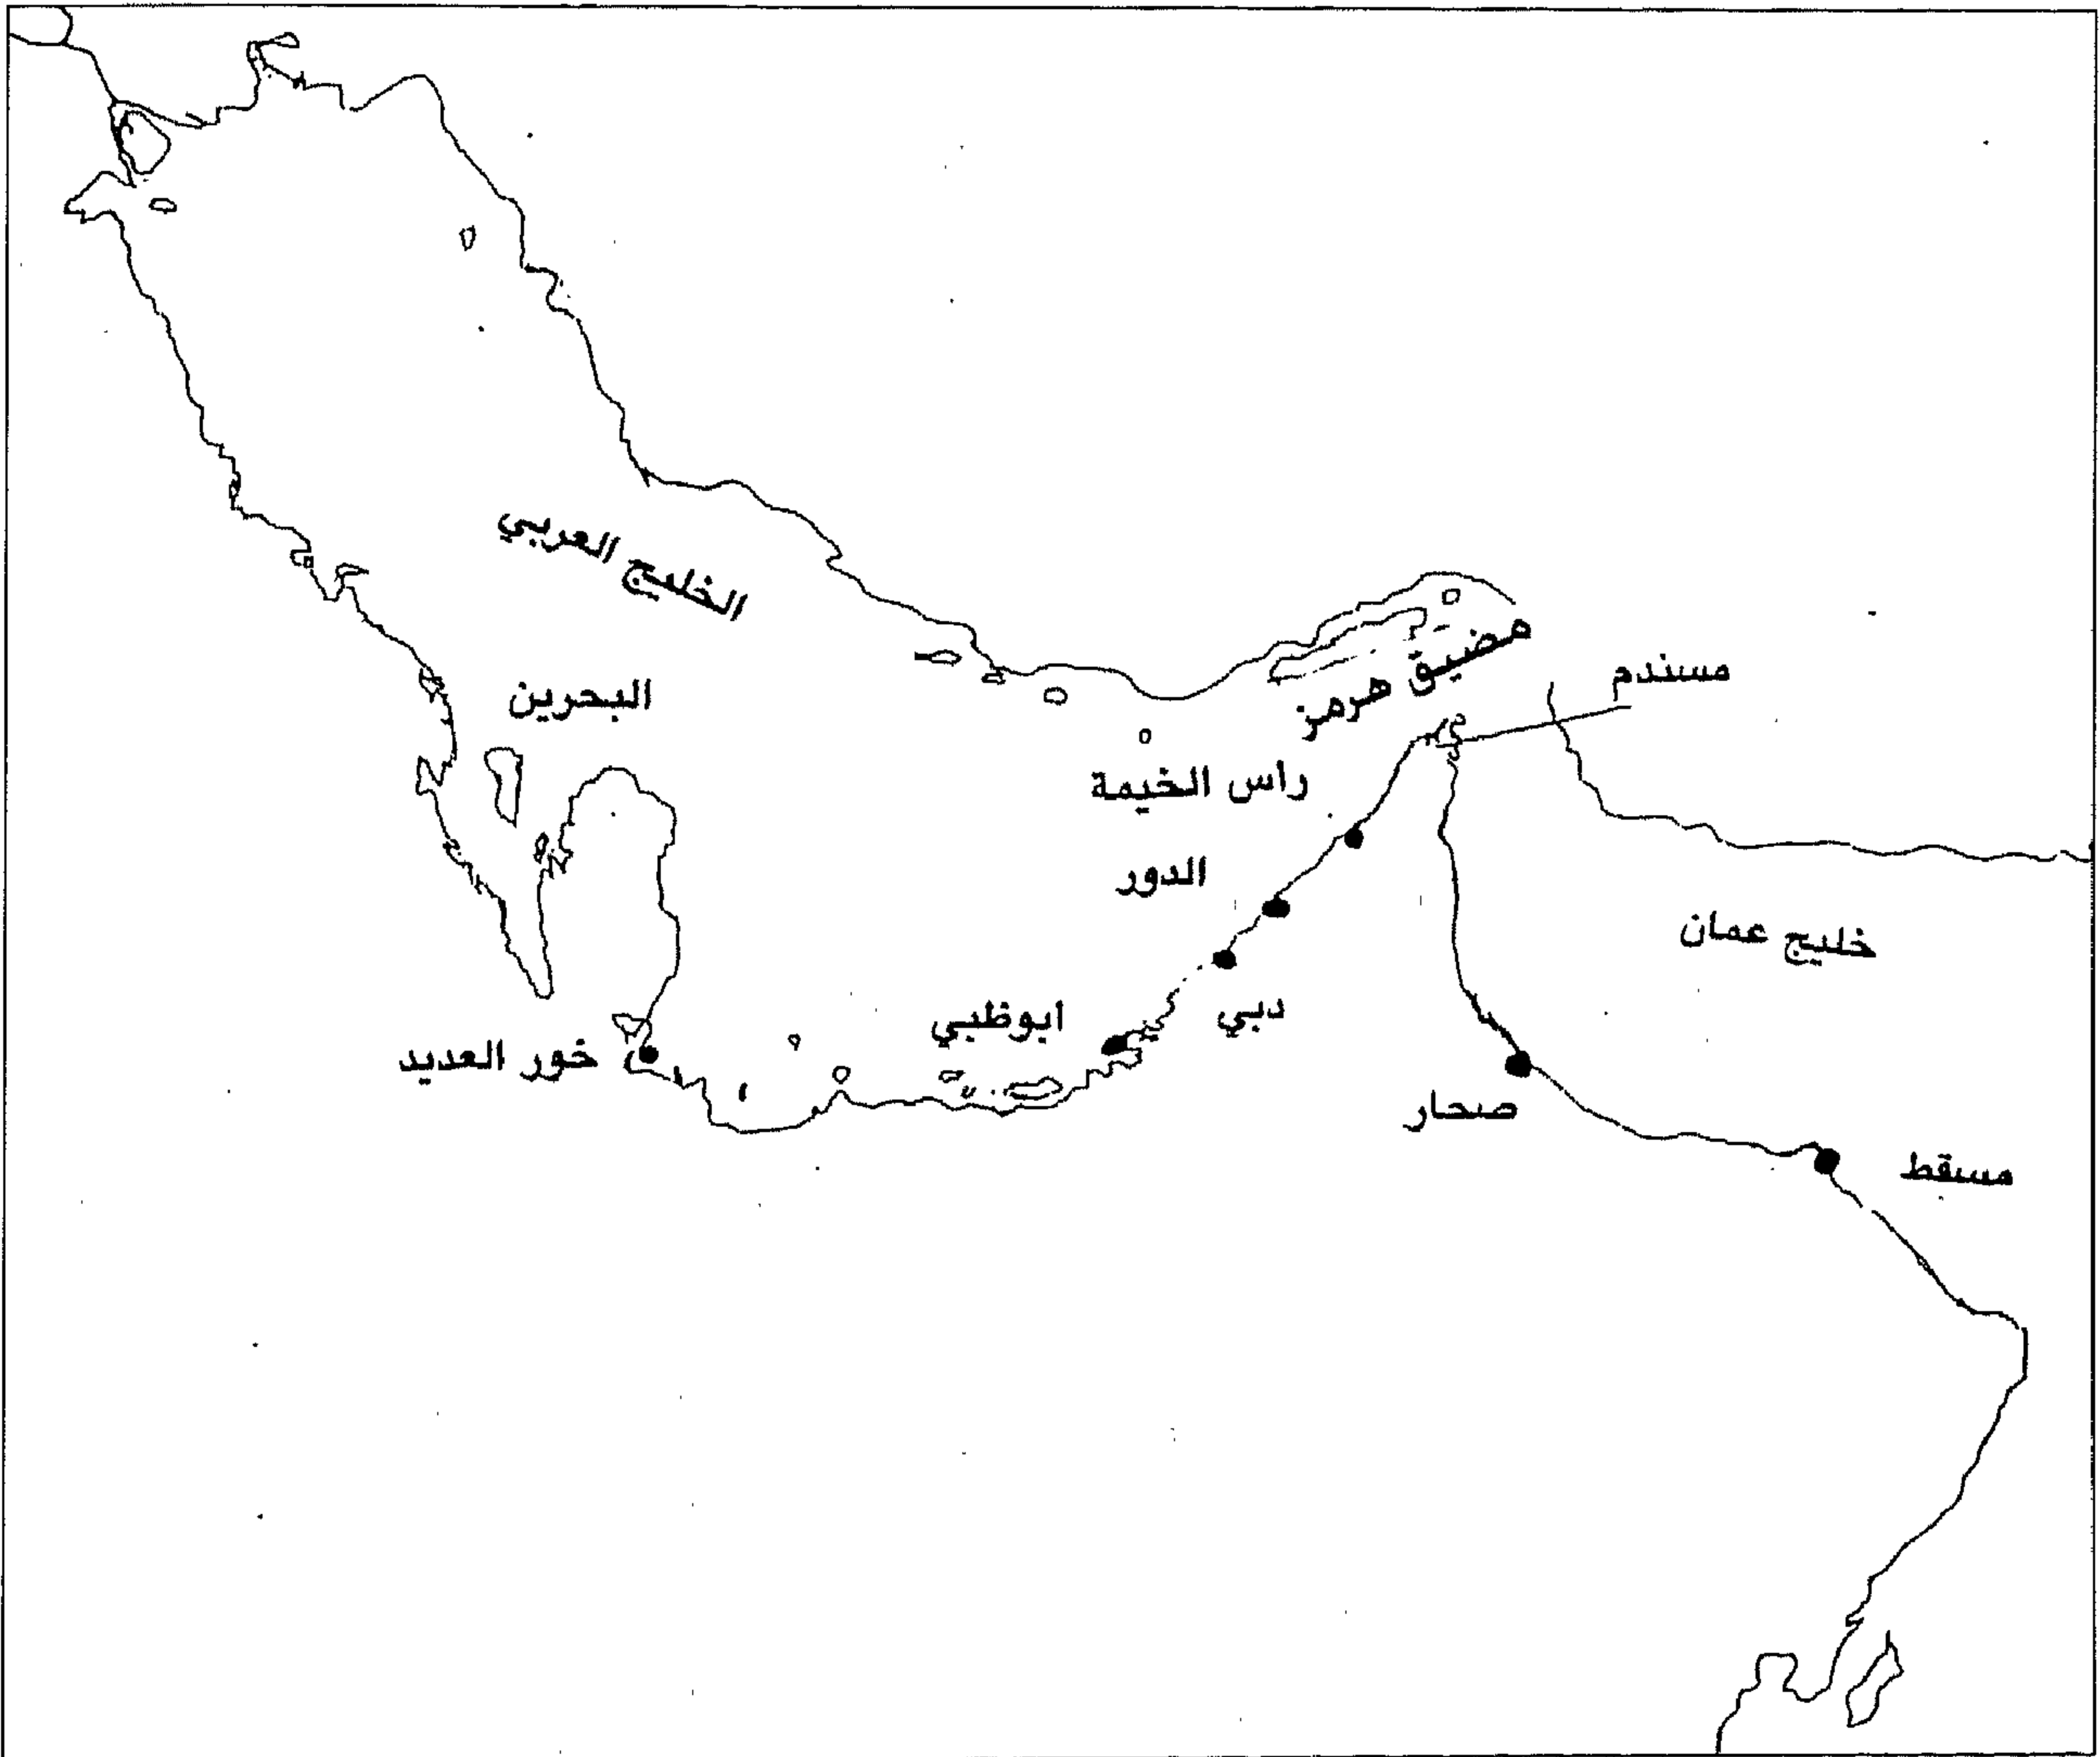 الخليج العربي
مضيق هرمز
مسندم
البحرين
راس الخيمة
الدور
خليج عمان
دبي
ابوظبي
خور العديد
صحار
مسقط